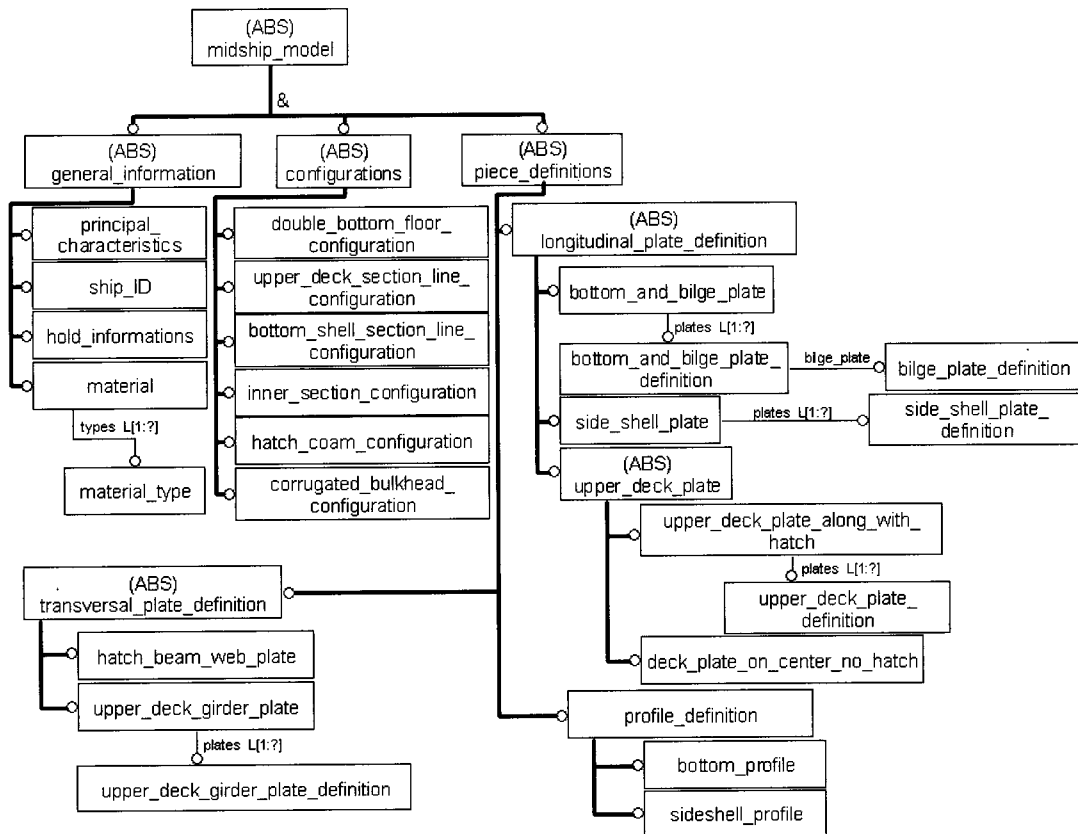 (ABS)
midship_model
&
(ABS)
general_information
(ABS)
configurations
(ABS)
piece_definitions
principal_
characteristics
ship_ID
hold_informations
material
types L[1:?]
material_type
double_bottom_floor_
configuration
upper_deck_section_line_
configuration
bottom_shell_section_line_
configuration
inner_section_configuration
hatch_coam_configuration
corrugated_bulkhead_
configuration
(ABS)
longitudinal_plate_definition
bottom_and_bilge_plate
plates L[1:?]
bottom_and_bilge_plate_
definition
bilge_plate
bilge_plate_definition
side_shell_plate
plates L[1:?]
side_shell_plate_
definition
(ABS)
upper_deck_plate
upper_deck_plate_along_with_
hatch
plates L[1:?]
upper_deck_plate_
definition
deck_plate_on_center_no_hatch
(ABS)
transversal_plate_definition
hatch_beam_web_plate
upper_deck_girder_plate
plates L[1:?]
upper_deck_girder_plate_definition
profile_definition
bottom_profile
sideshell_profile